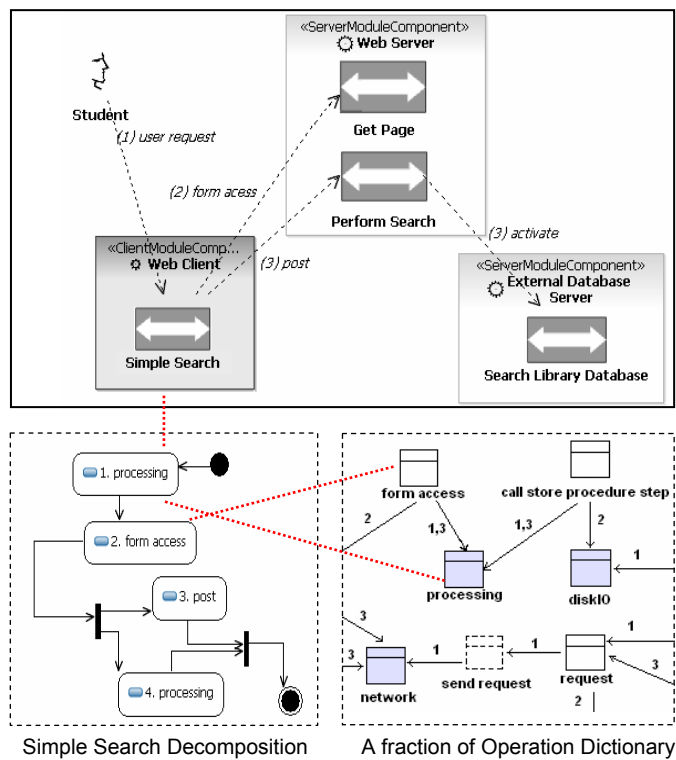 «ServerModuleComponent»
Web Server
Get Page
Perform Search
Student
(1) user request
(2) form acess
(3) post
(3) activate
«ClientModuleComp...'
Web Client
Simple Search
«ServerModuleComponent»
External Database
Server
Search Library Database
1. processing
2. form access
3. post
4. processing
form access
call store procedure step
2
1,3
1,3
2
1
processing
diskIO
3
3
1
1
1
3
network
send request
request
2
Simple Search Decomposition
A fraction of Operation Dictionary